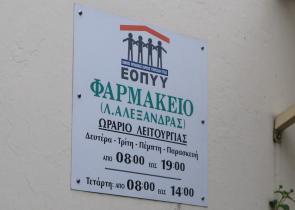 ΕΟΠΥΥ
ΦΑΡΜΑΚΕΙΟ
(Λ.ΑΛΕΞΑΝΔΡΑΣ)
ΩΡΑΡΙΟ ΛΕΙΤΟΥΡΓΙΑΣ
Δευτέρα - Τρίτη - Πέμπτη - Παρασκευή
ΑΠΟ 08:00 ΕΩΣ 19:00
Τετάρτη: ΑΠΟ 08:00 ΕΩΣ 14:00